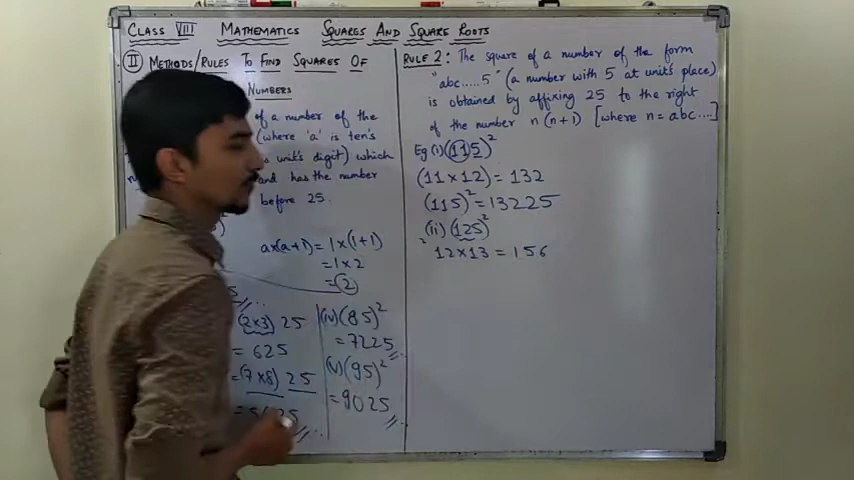 CLASS VIII MATHEMATICS SQUARES AND SQUARE ROOTS
II METHODS/RULES TO FIND SQUARES OF
NUMBERS
of a number of the
(where 'a' is ten's
unit's digit) which
and has the number
before 25.
a×(a+1) = 1×(1+1)
= 1×2
= 2
(2×3) 25
= 625
= (7×8) 25
(iv) (85)²
= 7225
(v) (95)²
= 9025
RULE 2: The square of a number of the form
"abc.....5" (a number with 5 at unit's place)
is obtained by affixing 25 to the right
of the number n(n+1) [where n = abc....]
Eg (i) (115)²
(11×12) = 132
(115)² = 13225
(ii) (125)²
12×13 = 156